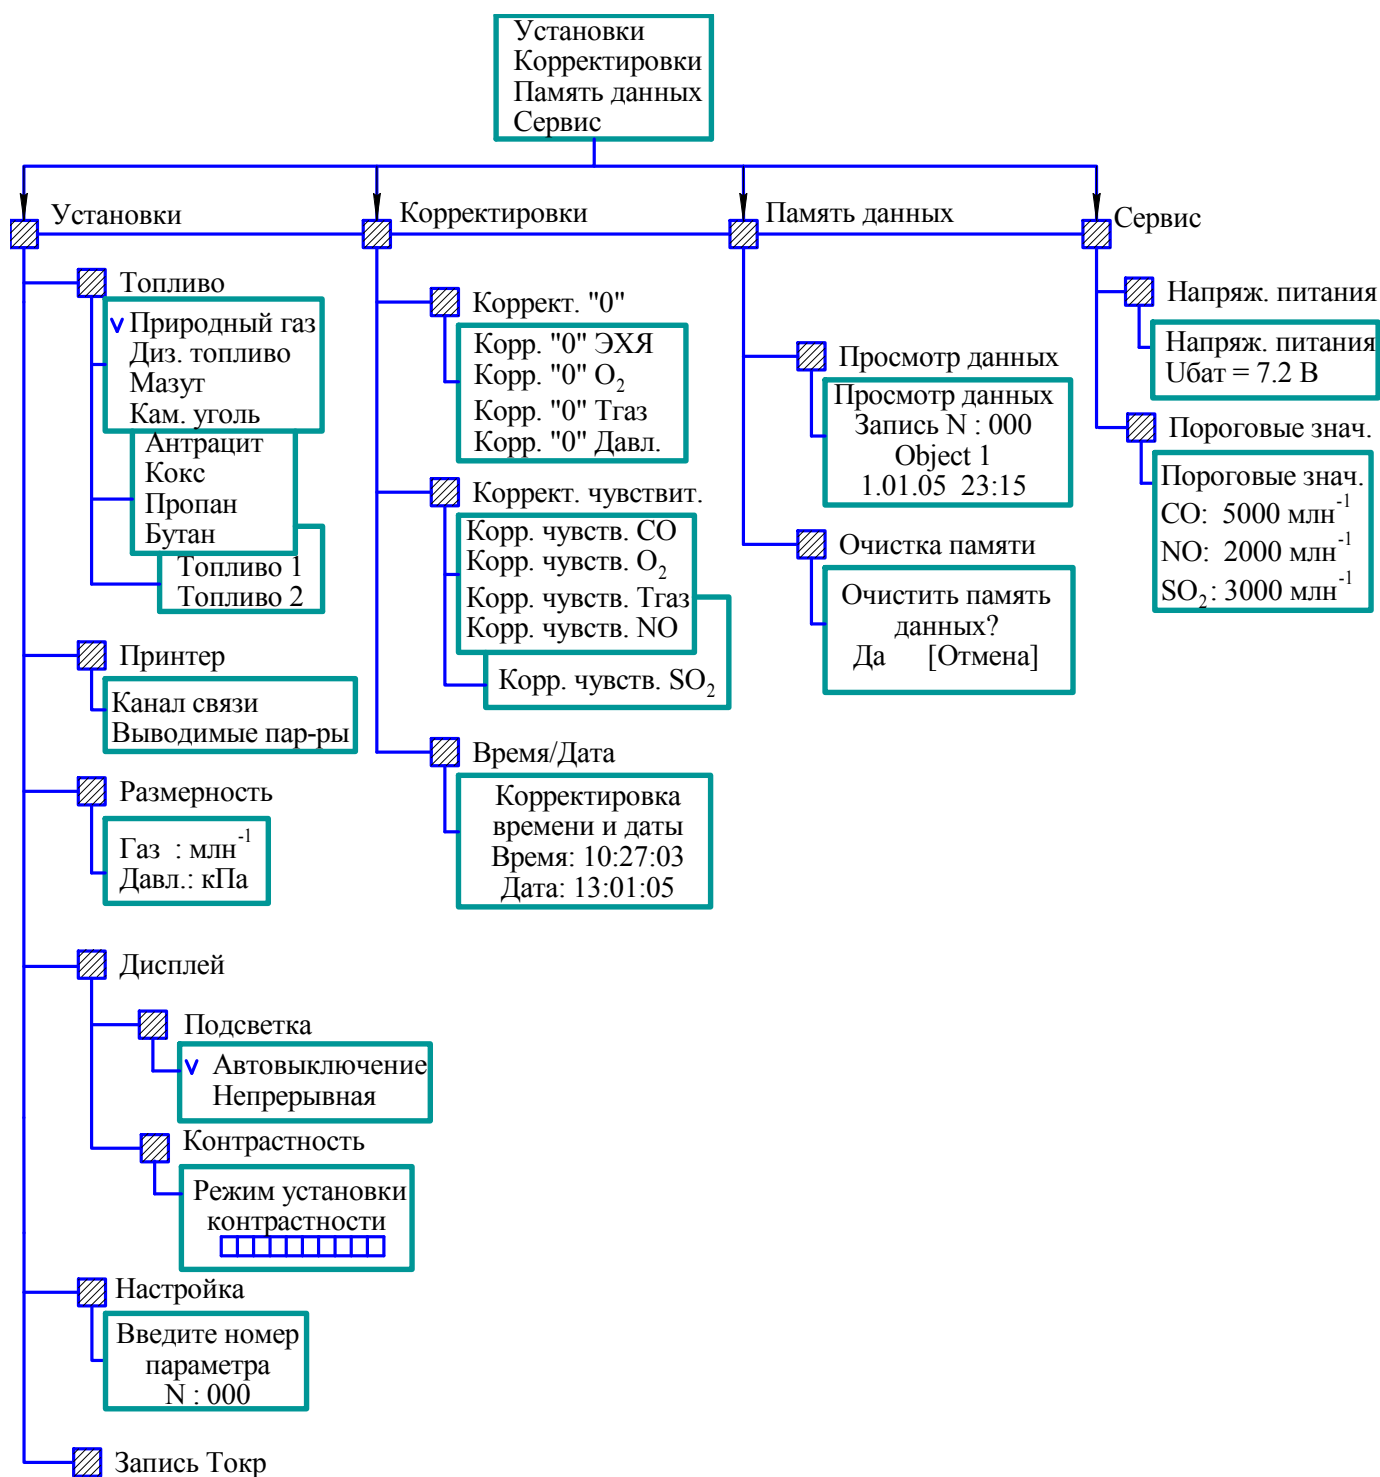 Установки
Корректировки
Память данных
Сервис
Установки
Топливо
v Природный газ
Диз. топливо
Мазут
Кам. уголь
Антрацит
Кокс
Пропан
Бутан
Топливо 1
Топливо 2
Принтер
Канал связи
Выводимые пар-ры
Размерность
Газ : млн⁻¹
Давл.: кПа
Дисплей
Подсветка
v Автовыключение
Непрерывная
Контрастность
Режим установки
контрастности
Настройка
Введите номер
параметра
N : 000
Запись Токр
Корректировки
Коррект. "0"
Корр. "0" ЭХЯ
Корр. "0" O₂
Корр. "0" Тгаз
Корр. "0" Давл.
Коррект. чувствит.
Корр. чувств. CO
Корр. чувств. O₂
Корр. чувств. Тгаз
Корр. чувств. NO
Корр. чувств. SO₂
Время/Дата
Корректировка
времени и даты
Время: 10:27:03
Дата: 13:01:05
Память данных
Просмотр данных
Просмотр данных
Запись N : 000
Object 1
1.01.05 23:15
Очистка памяти
Очистить память
данных?
Да [Отмена]
Сервис
Напряж. питания
Напряж. питания
Uбат = 7.2 В
Пороговые знач.
Пороговые знач.
CO: 5000 млн⁻¹
NO: 2000 млн⁻¹
SO₂: 3000 млн⁻¹